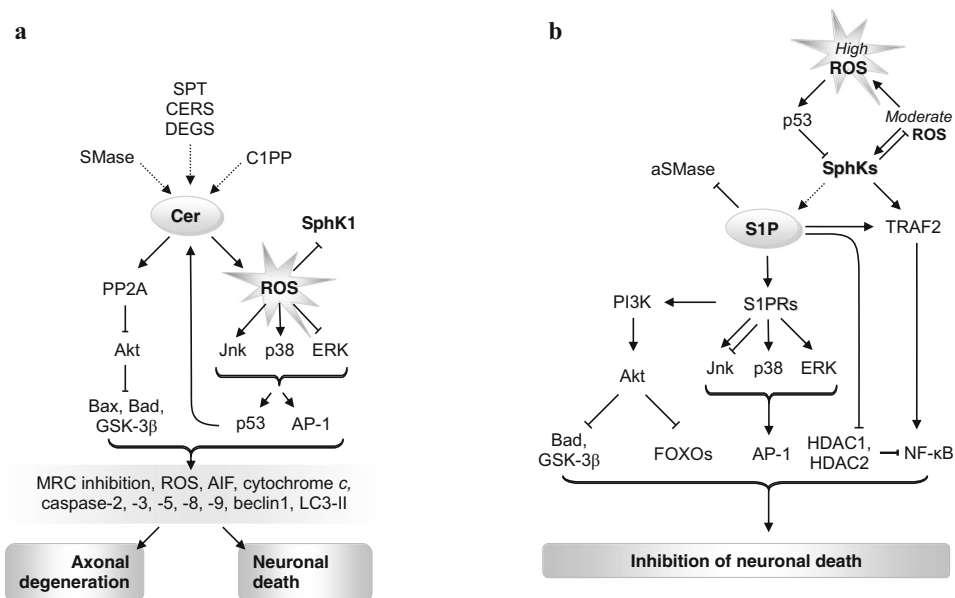 a
SPT
CERS
DEGS
SMase
C1PP
Cer
SphK1
PP2A
ROS
Akt
Jnk
p38
ERK
Bax, Bad,
GSK-3β
p53
AP-1
MRC inhibition, ROS, AIF, cytochrome c,
caspase-2, -3, -5, -8, -9, beclin1, LC3-II
Axonal
degeneration
Neuronal
death
b
High
ROS
p53
Moderate
ROS
aSMase
SphKs
S1P
TRAF2
PI3K
S1PRs
Akt
Jnk
p38
ERK
Bad,
GSK-3β
FOXOs
AP-1
HDAC1,
HDAC2
NF-κB
Inhibition of neuronal death